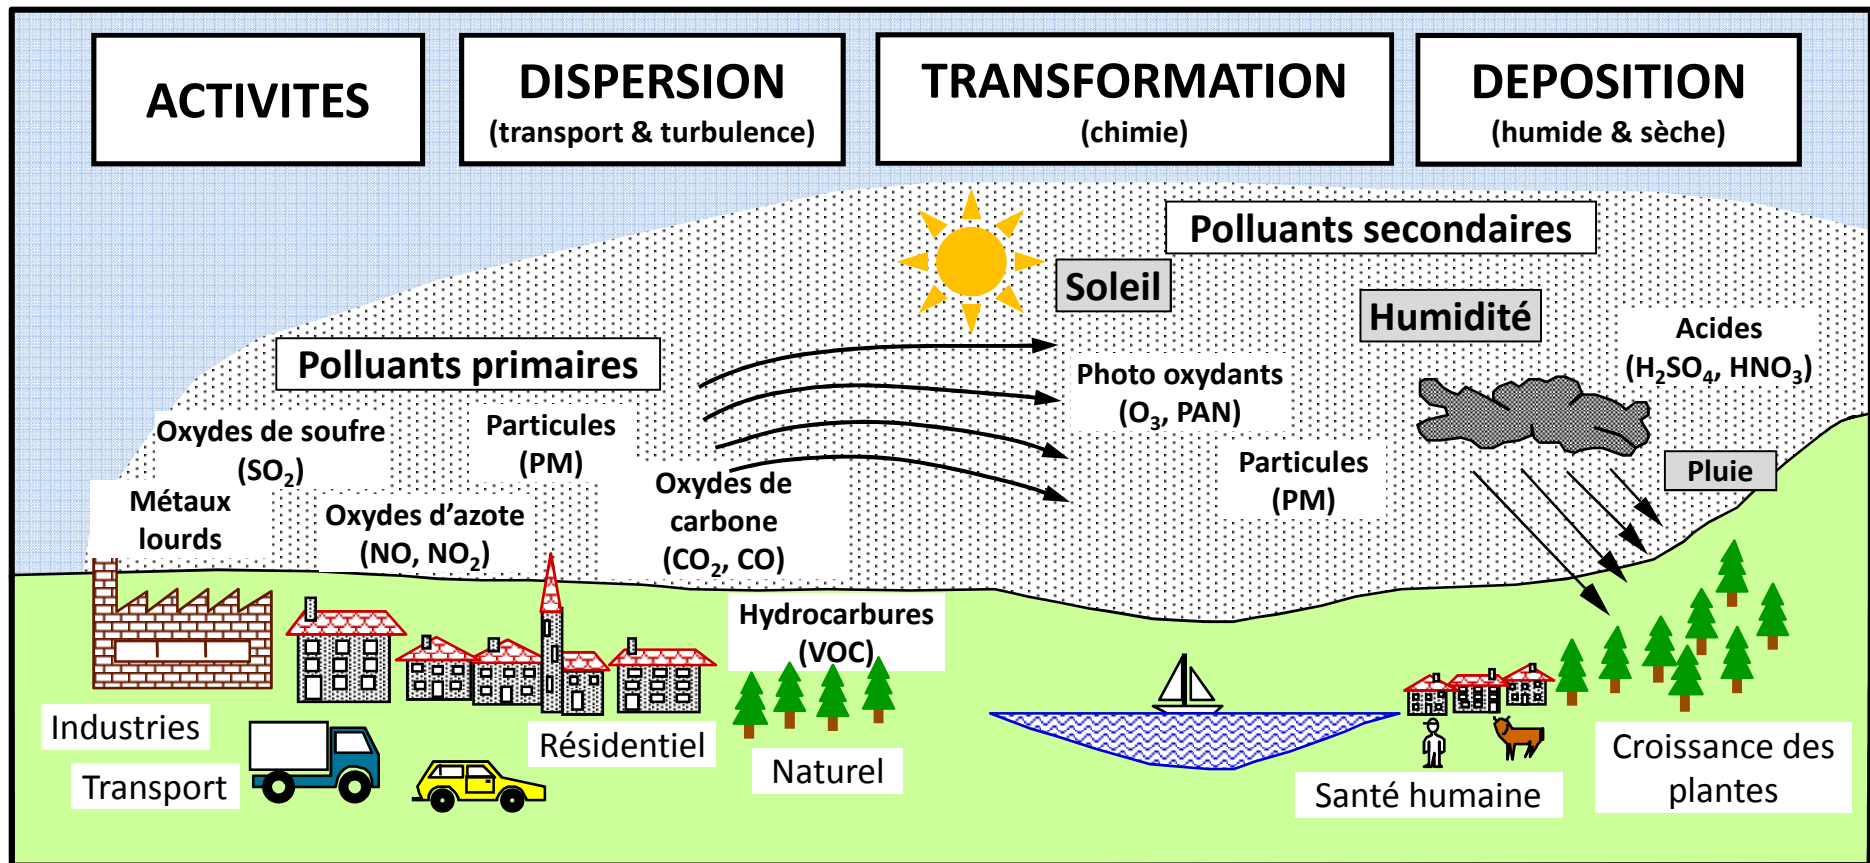 ACTIVITES
DISPERSION
(transport & turbulence)
TRANSFORMATION
(chimie)
DEPOSITION
(humide & sèche)
Polluants secondaires
Soleil
Humidité
Acides
(H₂SO₄, HNO₃)
Polluants primaires
Photo oxydants
(O₃, PAN)
Oxydes de soufre
(SO₂)
Particules
(PM)
Particules
(PM)
Pluie
Métaux
lourds
Oxydes d’azote
(NO, NO₂)
Oxydes de
carbone
(CO₂, CO)
Hydrocarbures
(VOC)
Industries
Transport
Résidentiel
Naturel
Santé humaine
Croissance des
plantes